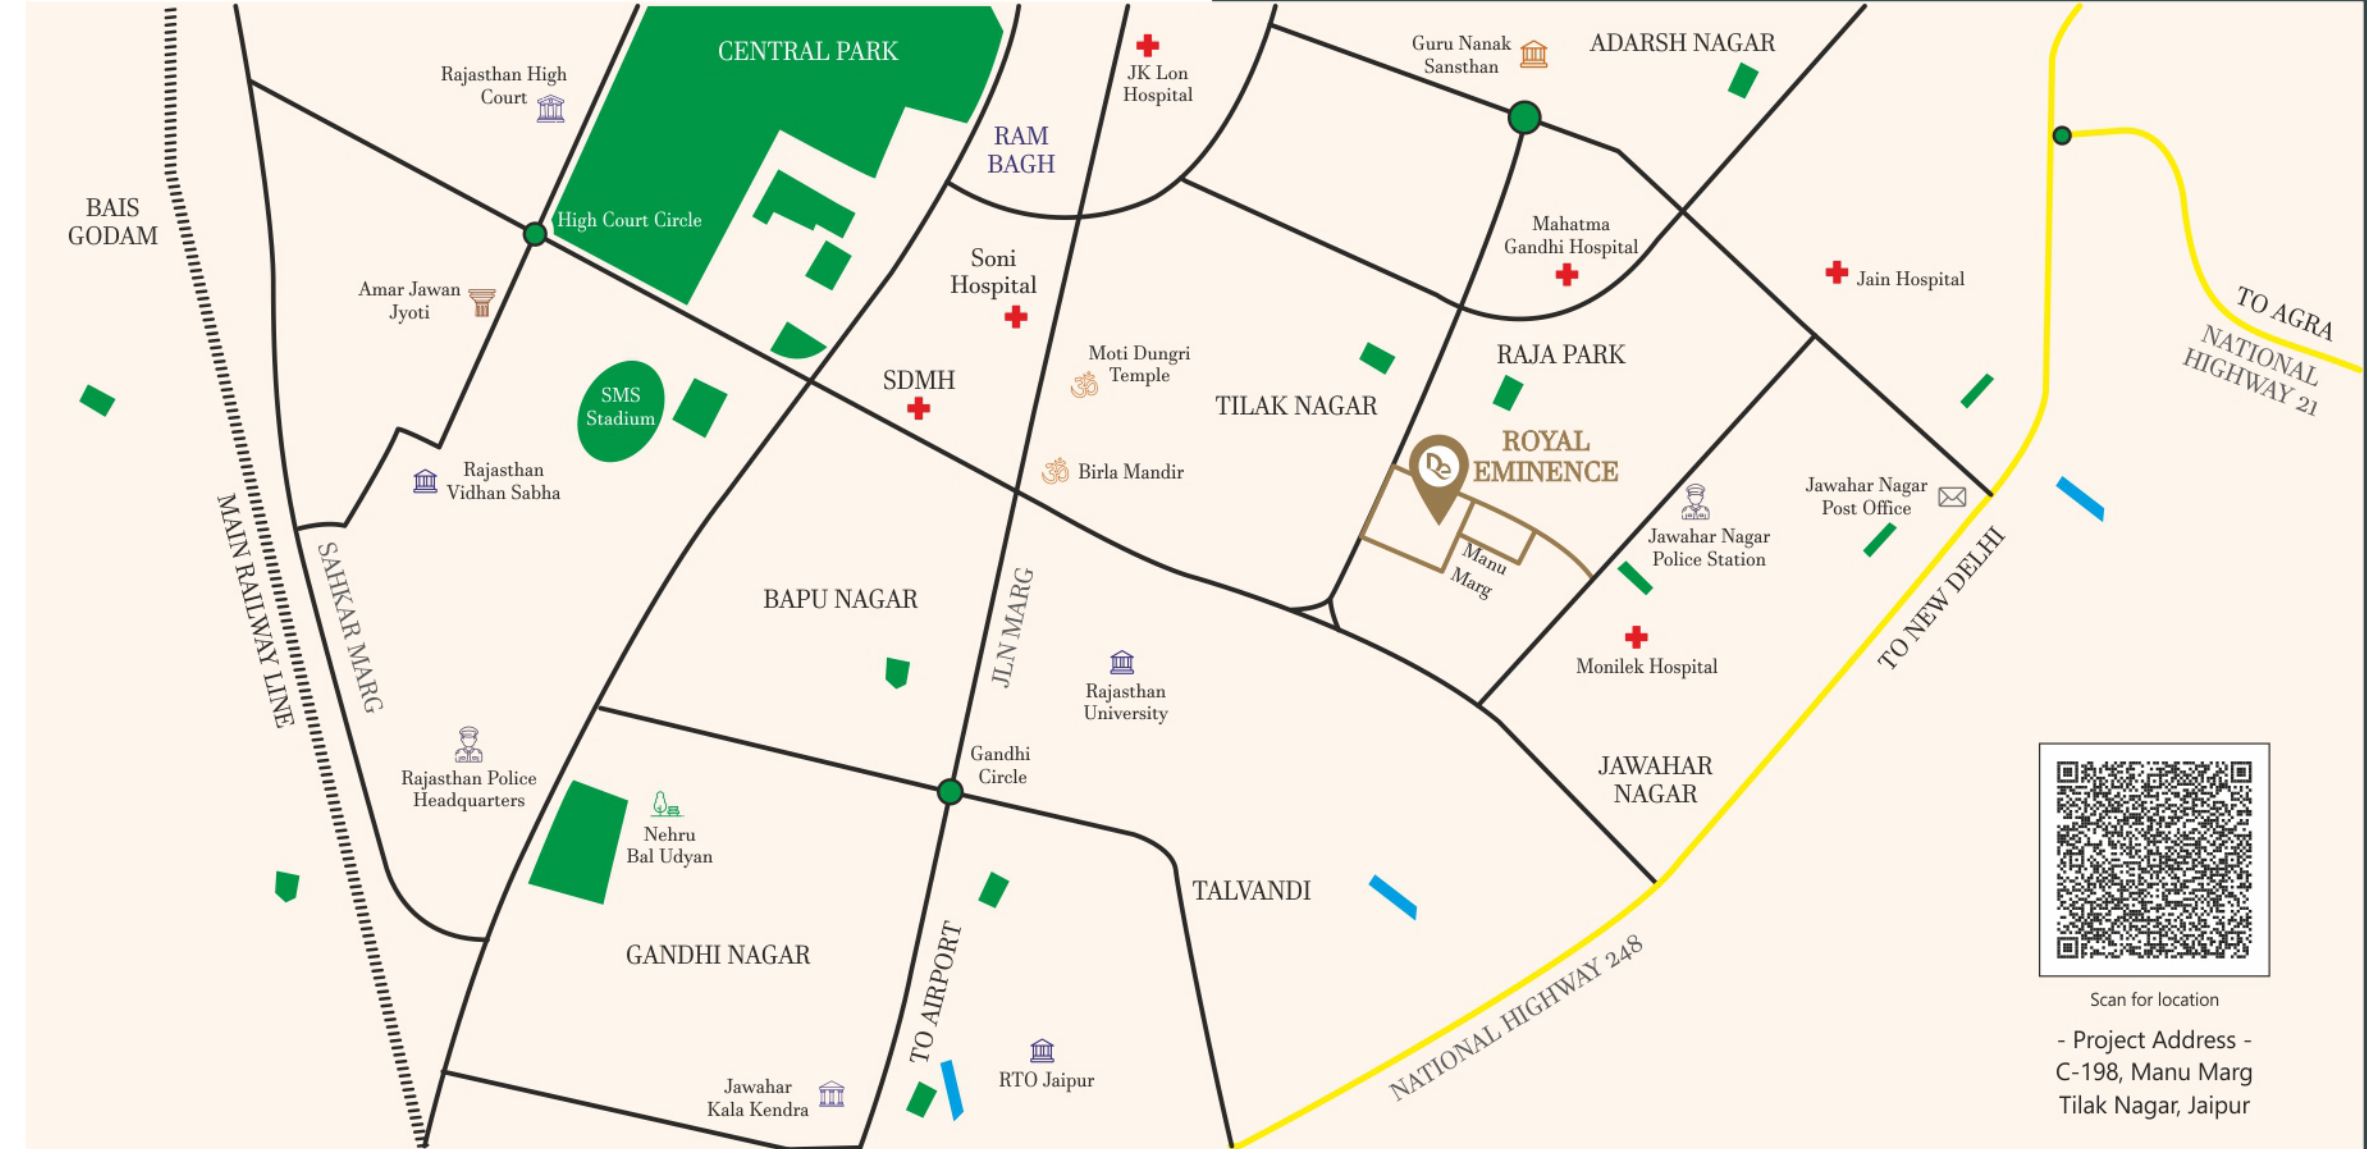 CENTRAL PARK
Rajasthan High
Court
JK Lon
Hospital
Guru Nanak
Sansthan
ADARSH NAGAR
RAM
BAGH
BAIS
GODAM
High Court Circle
Mahatma
Gandhi Hospital
Soni
Hospital
Jain Hospital
Amar Jawan
Jyoti
TO AGRA
NATIONAL
HIGHWAY 21
Moti Dungri
Temple
RAJA PARK
SDMH
SMS
Stadium
TILAK NAGAR
ROYAL
EMINENCE
De
Birla Mandir
Rajasthan
Vidhan Sabha
Jawahar Nagar
Post Office
Jawahar Nagar
Police Station
Manu
Marg
MAIN RAILWAY LINE
SAHKAR MARG
BAPU NAGAR
JLN MARG
TO NEW DELHI
Monilek Hospital
Rajasthan
University
Rajasthan Police
Headquarters
Gandhi
Circle
JAWAHAR
NAGAR
Nehru
Bal Udyan
TALVANDI
GANDHI NAGAR
TO AIRPORT
NATIONAL HIGHWAY 248
RTO Jaipur
Jawahar
Kala Kendra
Scan for location
- Project Address -
C-198, Manu Marg
Tilak Nagar, Jaipur